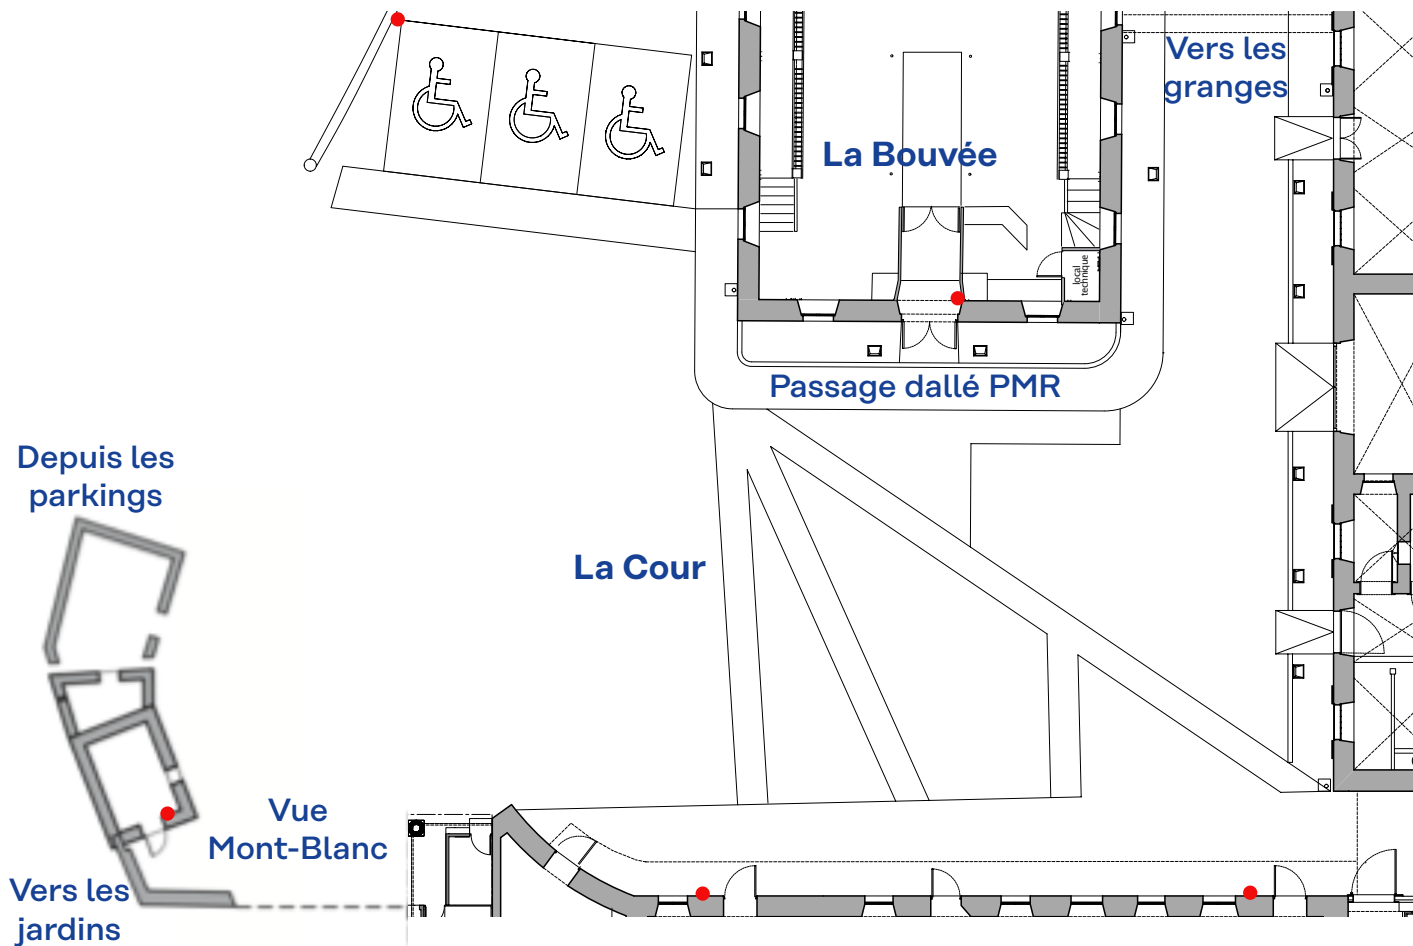 Vers les
granges
La Bouvée
local
technique
Passage dallé PMR
Depuis les
parkings
La Cour
Vue
Mont-Blanc
Vers les
jardins